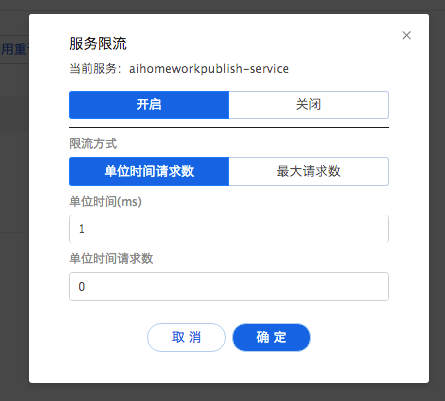 服务限流
当前服务：aihomeworkpublish-service
用重
开启 关闭
限流方式
单位时间请求数 最大请求数
单位时间(ms)
1
单位时间请求数
0
取 消 确 定